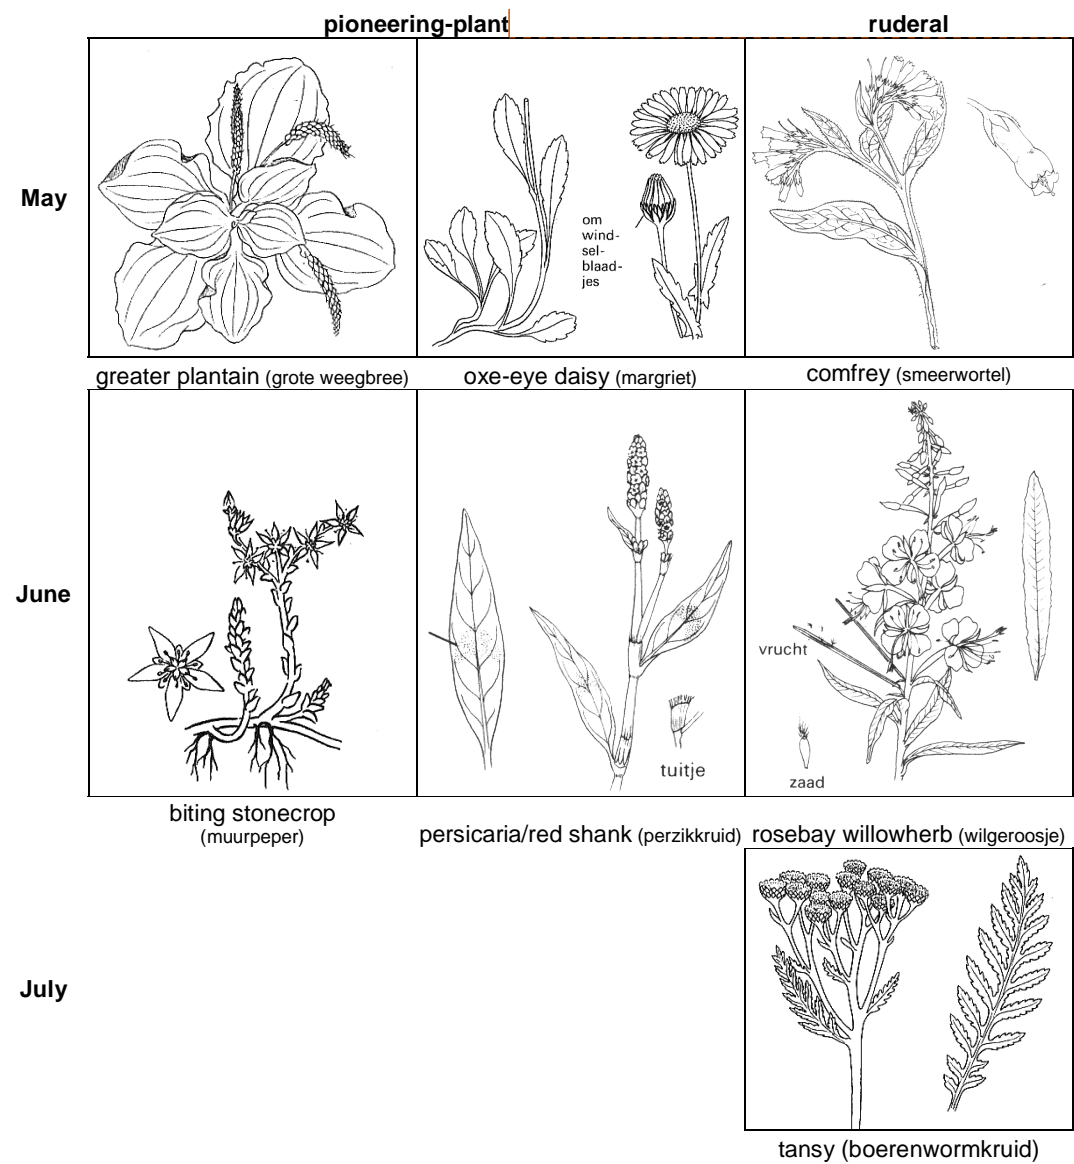 pioneering-plant ruderal
May
om
wind-
sel-
blaad-
jes
greater plantain (grote weegbree) oxe-eye daisy (margriet) comfrey (smeerwortel)
June
vrucht
tuitje
zaad
biting stonecrop
(muurpeper)
persicaria/red shank (perzikkruid) rosebay willowherb (wilgeroosje)
July
tansy (boerenwormkruid)